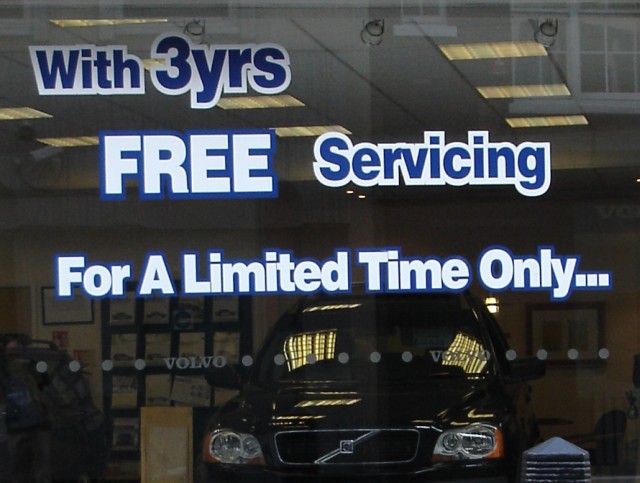 With 3yrs
FREE Servicing
For A Limited Time Only...
VOLVO VOLVO